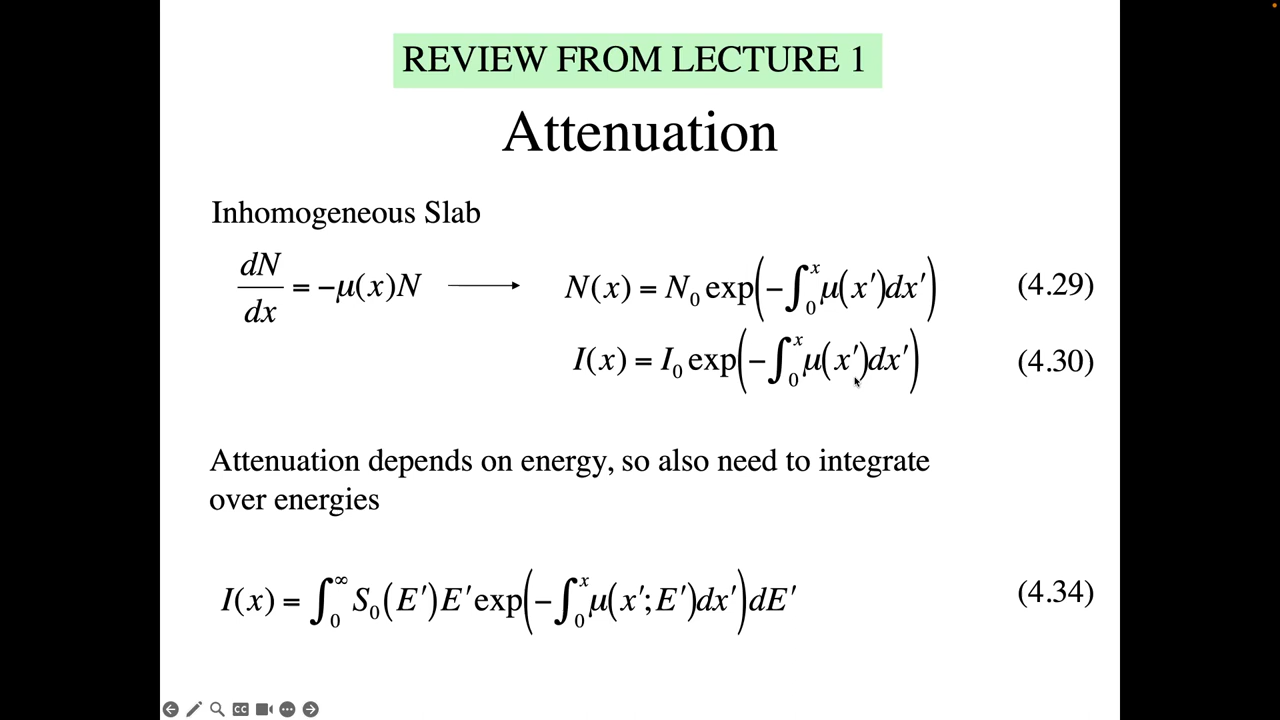 REVIEW FROM LECTURE 1
Attenuation
Inhomogeneous Slab
dN/dx = −μ(x)N → N(x) = N₀ exp(−∫₀ˣ μ(x′)dx′) (4.29)
I(x) = I₀ exp(−∫₀ˣ μ(x′)dx′) (4.30)
Attenuation depends on energy, so also need to integrate
over energies
I(x) = ∫₀^∞ S₀(E′)E′exp(−∫₀ˣ μ(x′;E′)dx′)dE′ (4.34)
CC